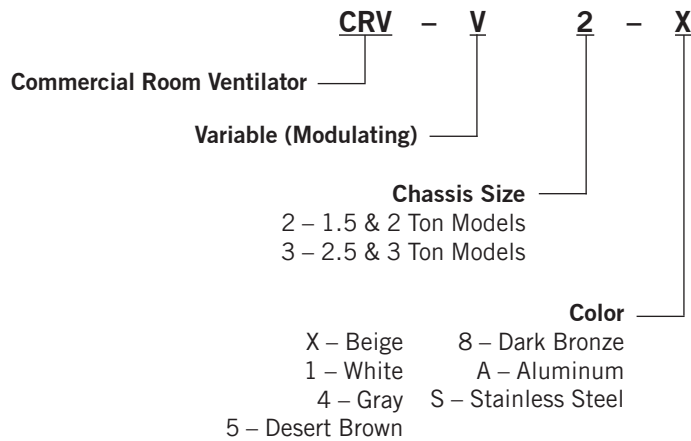 CRV – V 2 – X
Commercial Room Ventilator
Variable (Modulating)
Chassis Size
2 – 1.5 & 2 Ton Models
3 – 2.5 & 3 Ton Models
Color
X – Beige 8 – Dark Bronze
1 – White A – Aluminum
4 – Gray S – Stainless Steel
5 – Desert Brown